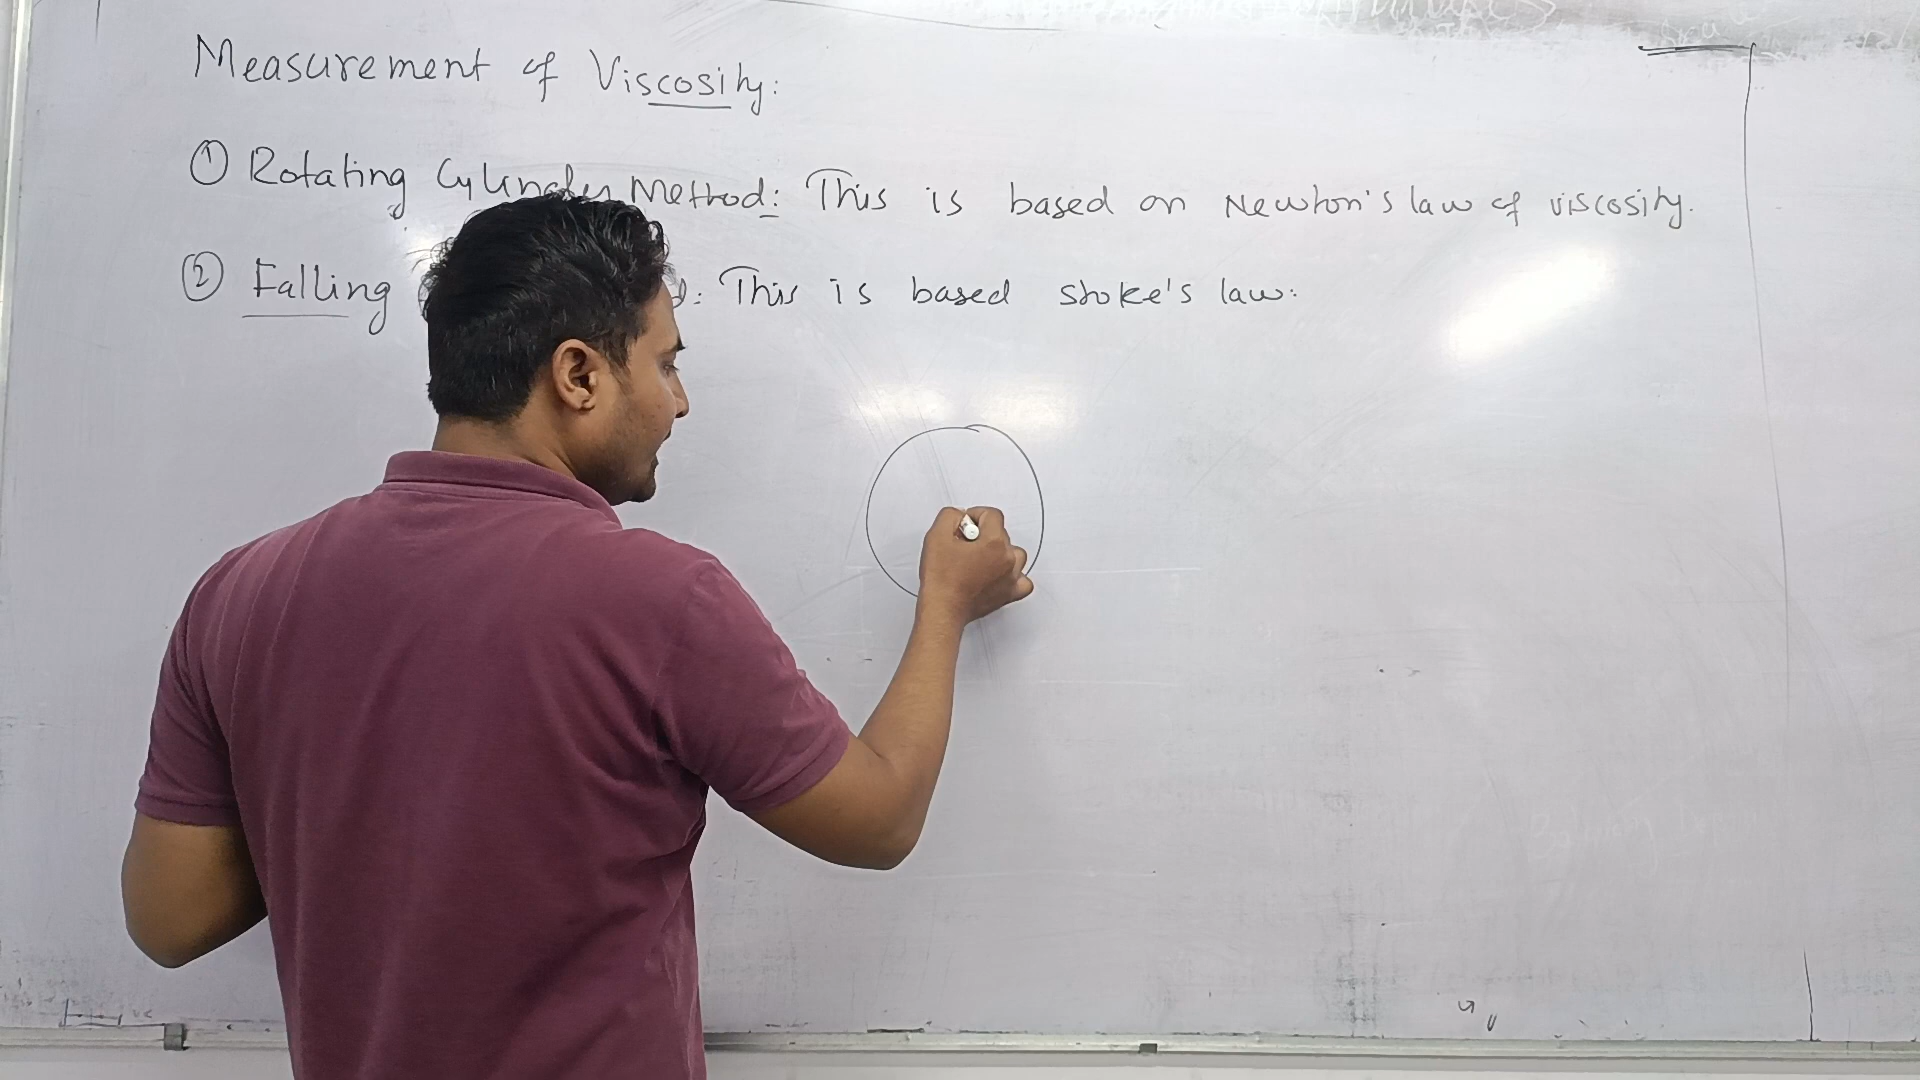 Measurement of Viscosity:
① Rotating Cylinder Method: This is based on Newton's law of viscosity.
② Falling : This is based stoke's law: